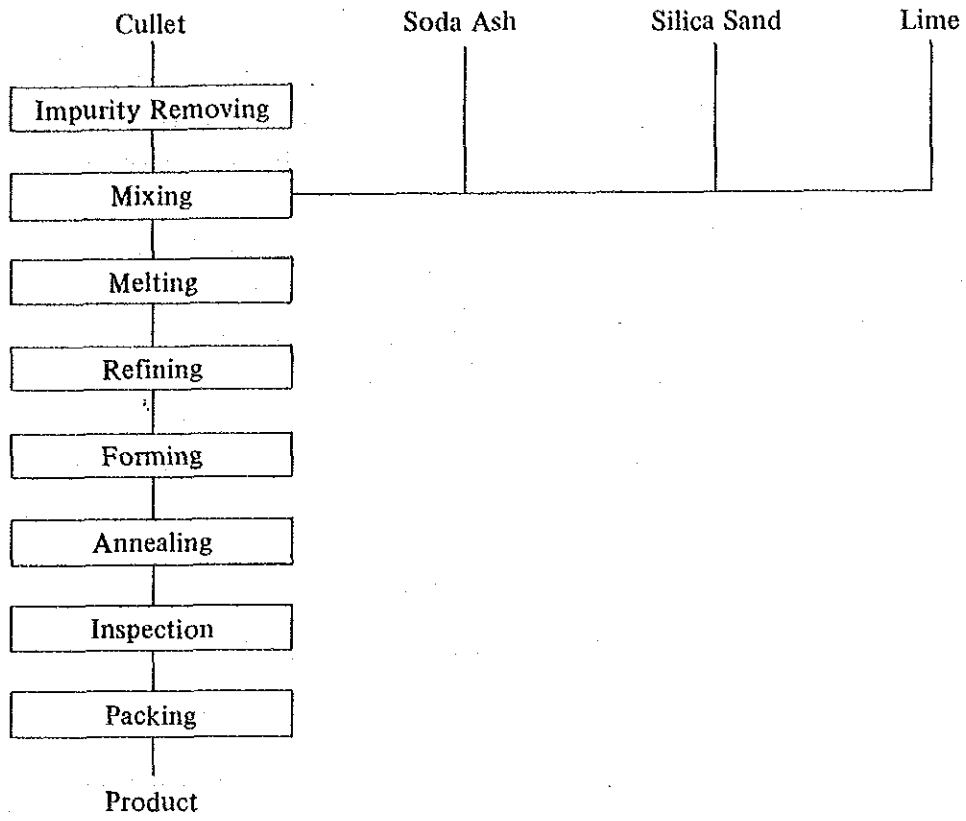 Cullet
Soda Ash
Silica Sand
Lime
Impurity Removing
Mixing
Melting
Refining
Forming
Annealing
Inspection
Packing
Product